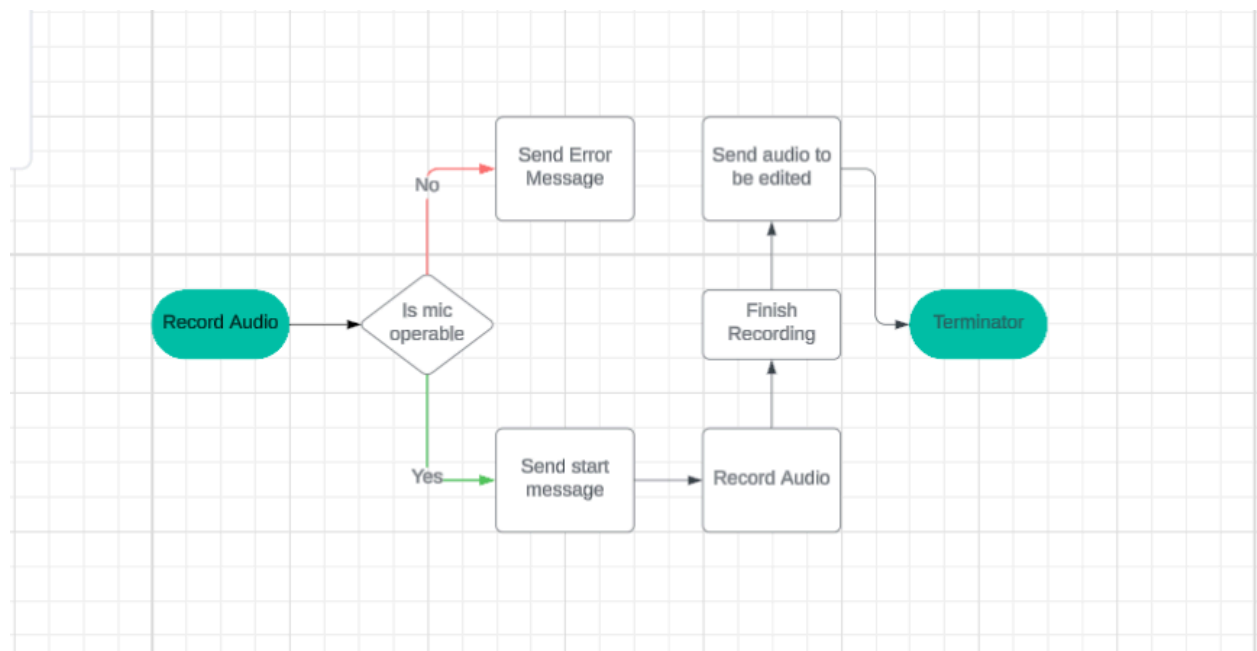 Send Error
Message
Send audio to
be edited
No
Record Audio
Is mic
operable
Finish
Recording
Terminator
Yes
Send start
message
Record Audio